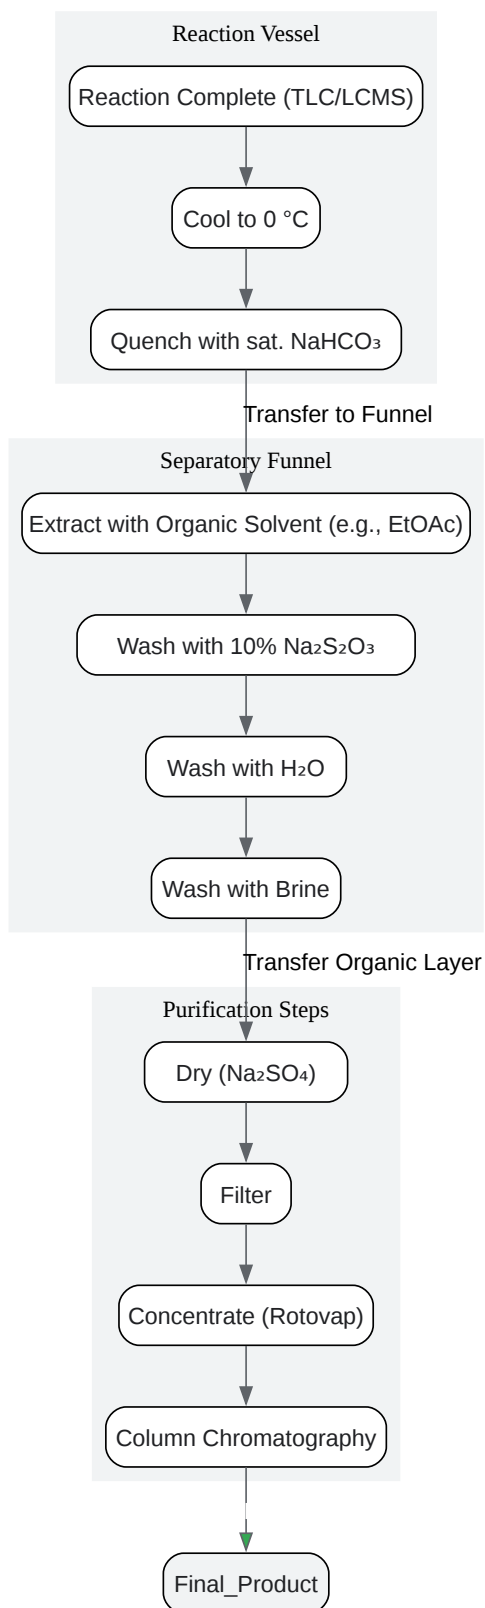 Reaction Vessel
Reaction Complete (TLC/LCMS)
Cool to 0 °C
Quench with sat. NaHCO₃
Transfer to Funnel
Separatory Funnel
Extract with Organic Solvent (e.g., EtOAc)
Wash with 10% Na₂S₂O₃
Wash with H₂O
Wash with Brine
Transfer Organic Layer
Purification Steps
Dry (Na₂SO₄)
Filter
Concentrate (Rotovap)
Column Chromatography
Final_Product